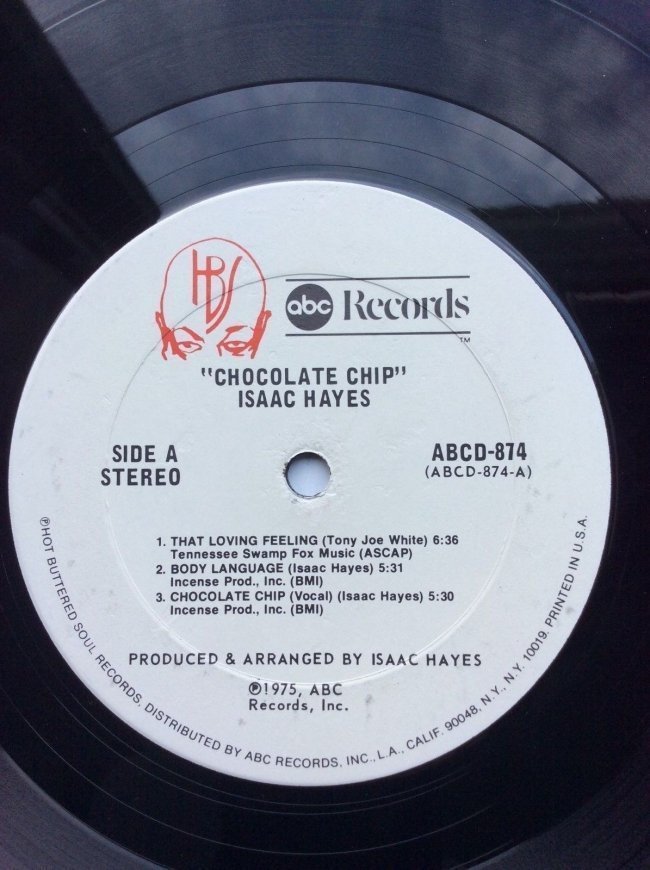 HBS
abc Records
TM
"CHOCOLATE CHIP"
ISAAC HAYES
SIDE A
STEREO
ABCD-874
(ABCD-874-A)
1. THAT LOVING FEELING (Tony Joe White) 6:36
Tennessee Swamp Fox Music (ASCAP)
2. BODY LANGUAGE (Isaac Hayes) 5:31
Incense Prod., Inc. (BMI)
3. CHOCOLATE CHIP (Vocal) (Isaac Hayes) 5:30
Incense Prod., Inc. (BMI)
PRODUCED & ARRANGED BY ISAAC HAYES
℗1975, ABC
Records, Inc.
℗HOT BUTTERED SOUL RECORDS, DISTRIBUTED BY ABC RECORDS, INC., L.A., CALIF. 90048, N.Y., N.Y. 10019. PRINTED IN U.S.A.